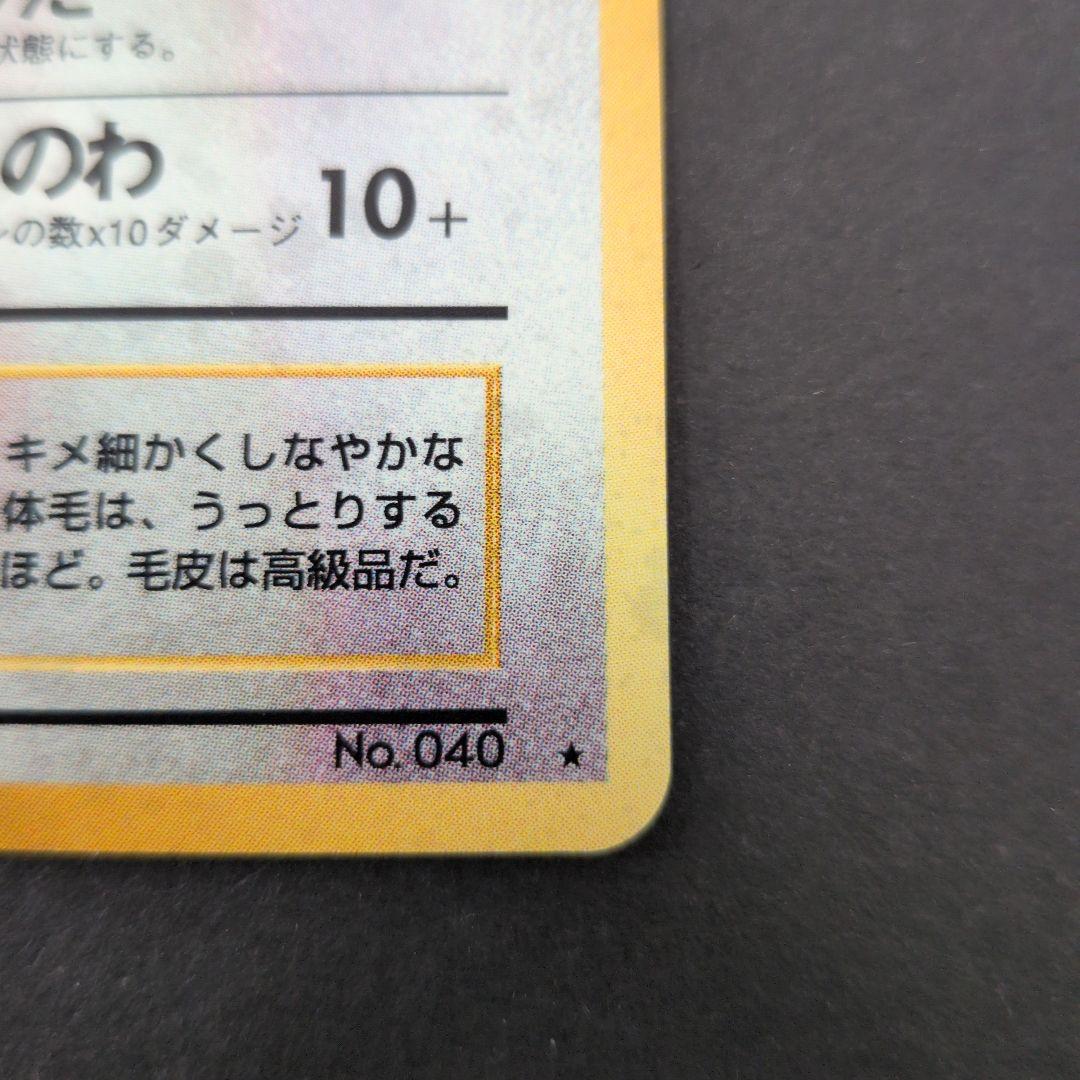 状態にする。
のわ
の数x10ダメージ 10+
キメ細かくしなやかな
体毛は、うっとりする
ほど。毛皮は高級品だ。
No. 040 ★